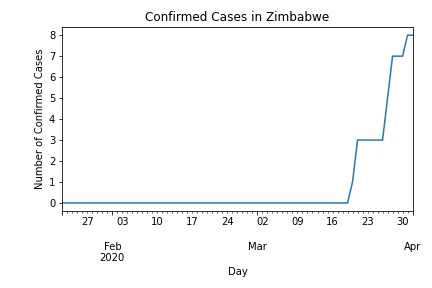 Confirmed Cases in Zimbabwe
Number of Confirmed Cases
8
7
6
5
4
3
2
1
0
27 03 10 17 24 02 09 16 23 30
Feb Mar Apr
2020
Day